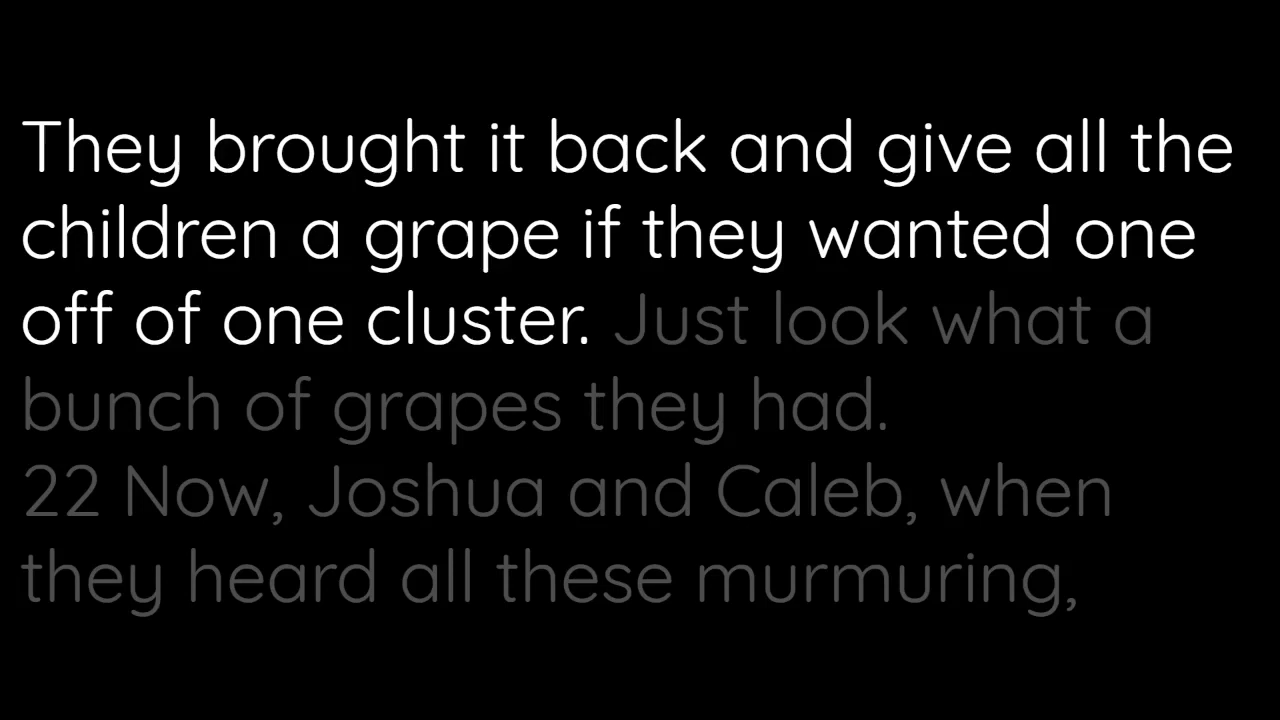 They brought it back and give all the
children a grape if they wanted one
off of one cluster. Just look what a
bunch of grapes they had.
22 Now, Joshua and Caleb, when
they heard all these murmuring,